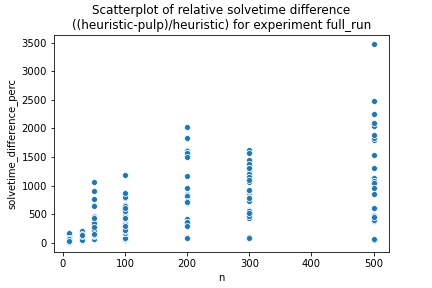 Scatterplot of relative solvetime difference
((heuristic-pulp)/heuristic) for experiment full_run
3500
3000
2500
2000
1500
1000
500
0
solvetime_difference_perc
0 100 200 300 400 500
n